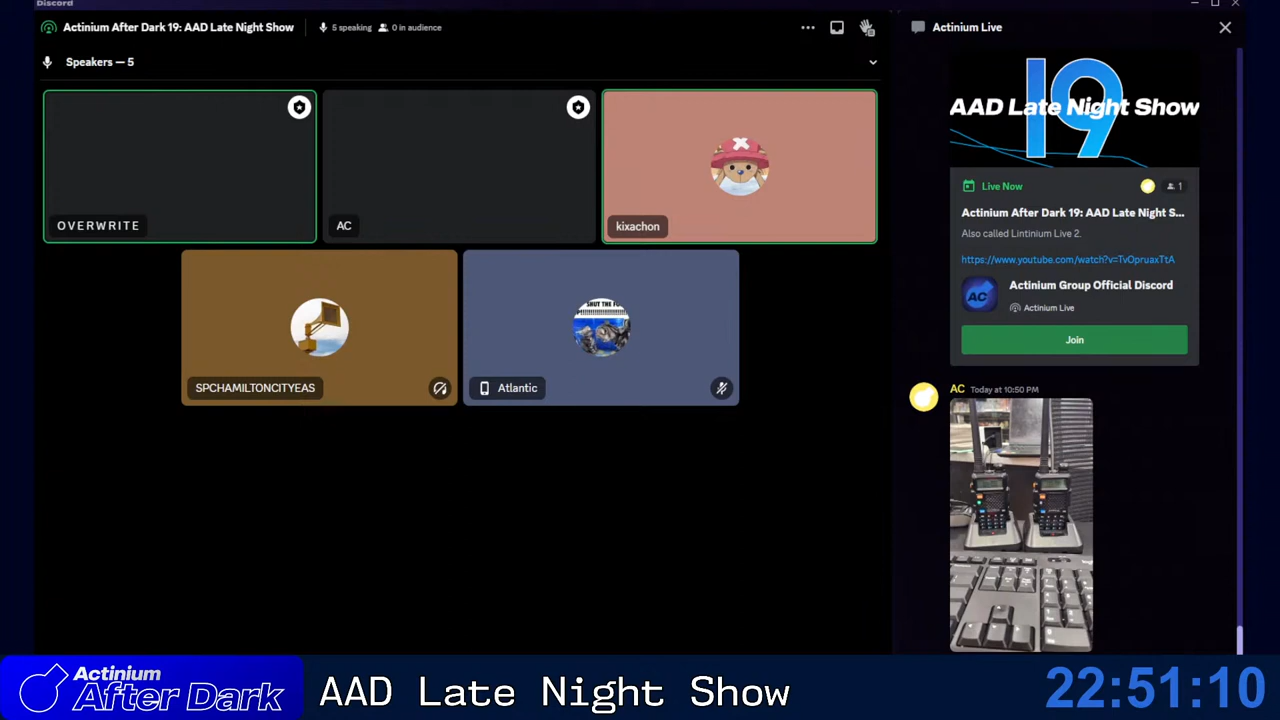 Discord
Actinium After Dark 19: AAD Late Night Show
5 speaking
0 in audience
Speakers — 5
OVERWRITE
AC
kixachon
SPCHAMILTONCITYEAS
Atlantic
SHUT THE
Actinium Live
19
AAD Late Night Show
Live Now
1
Actinium After Dark 19: AAD Late Night S...
Also called Lintinium Live 2.
https://www.youtube.com/watch?v=TvOpruaxTtA
AC
Actinium Group Official Discord
Actinium Live
Join
AC Today at 10:50 PM
Actinium
After Dark
AAD Late Night Show
22:51:10